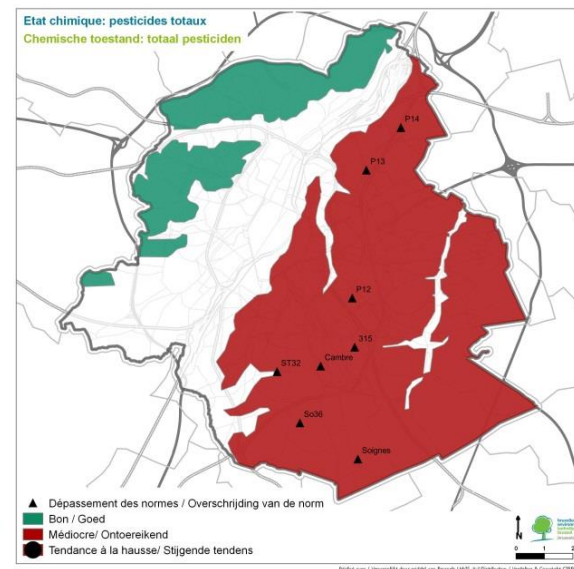 Etat chimique: pesticides totaux
Chemische toestand: totaal pesticiden
P14
P13
P12
315
ST32
Cambre
So36
Soignes
Dépassement des normes / Overschrijding van de norm
Bon / Goed
Médiocre/ Ontoereikend
Tendance à la hausse/ Stijgende tendens
N
0 1 2